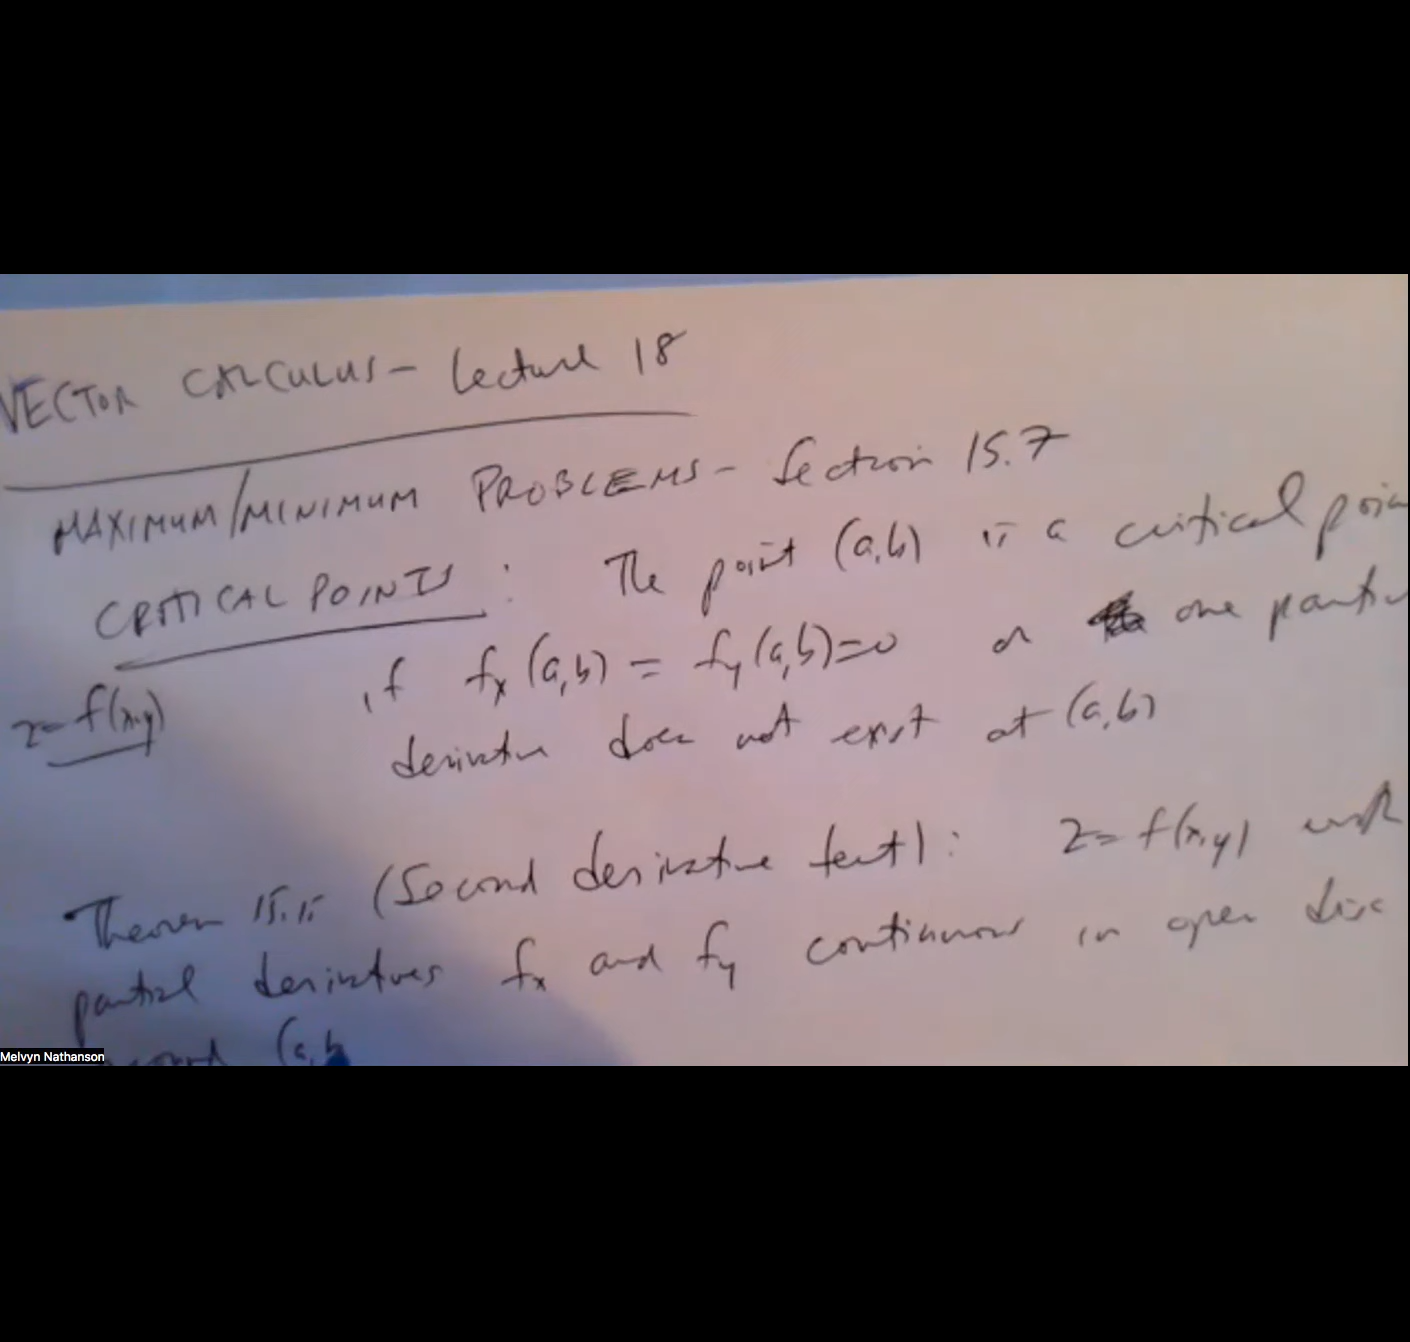 VECTOR CALCULUS - Lecture 18
MAXIMUM/MINIMUM PROBLEMS - Section 15.7
CRITICAL POINTS : The point (a,b) is a critical poin
if fx (a,b) = fy (a,b)=0 or one partial
z=f(x,y)
derivative does not exist at (a,b)
Theorem 15.15 (Second derivative test): z=f(x,y) with
partial derivatives fx and fy continuous in open disc
around (a,b
Melvyn Nathanson